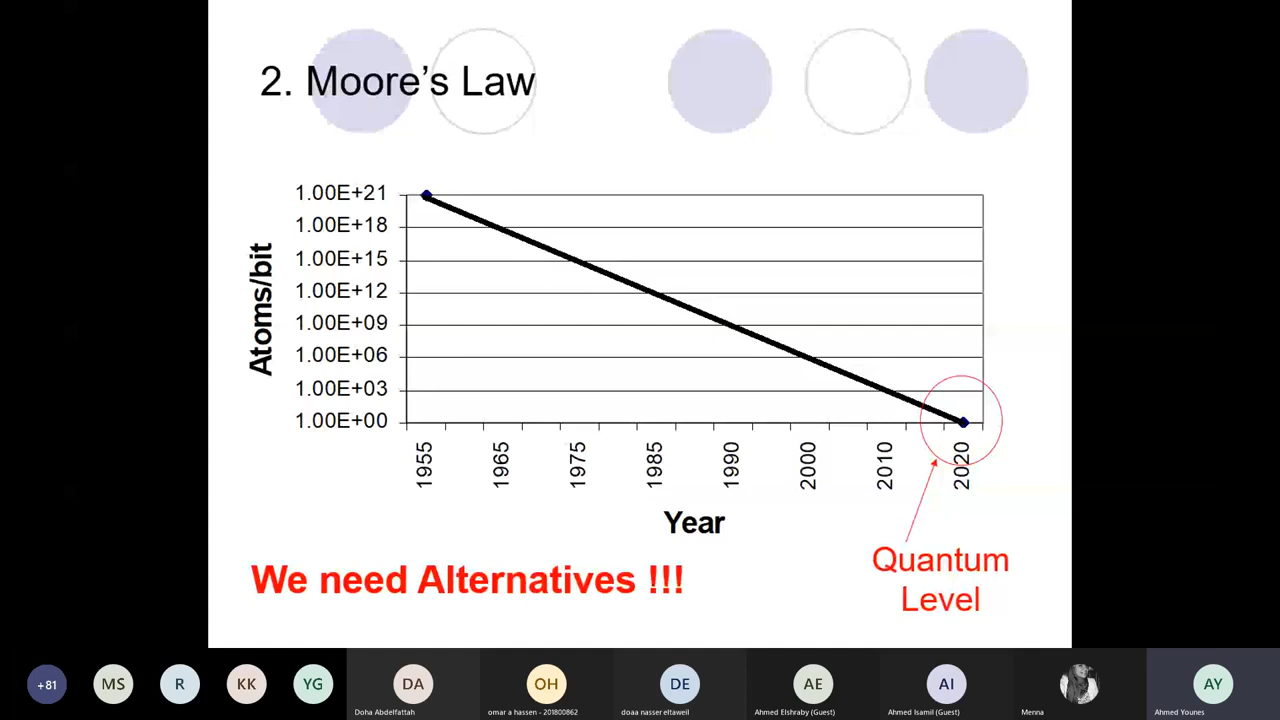 2. Moore's Law
1.00E+21
1.00E+18
1.00E+15
1.00E+12
1.00E+09
1.00E+06
1.00E+03
1.00E+00
Atoms/bit
1955
1965
1975
1985
1990
2000
2010
2020
Year
Quantum
Level
We need Alternatives !!!
+81
MS
R
KK
YG
DA
OH
DE
AE
AI
AY
Doha Abdelfattah
omar a hassen - 201800862
doaa nasser eltaweil
Ahmed Elshraby (Guest)
Ahmed Isamil (Guest)
Menna
Ahmed Younes